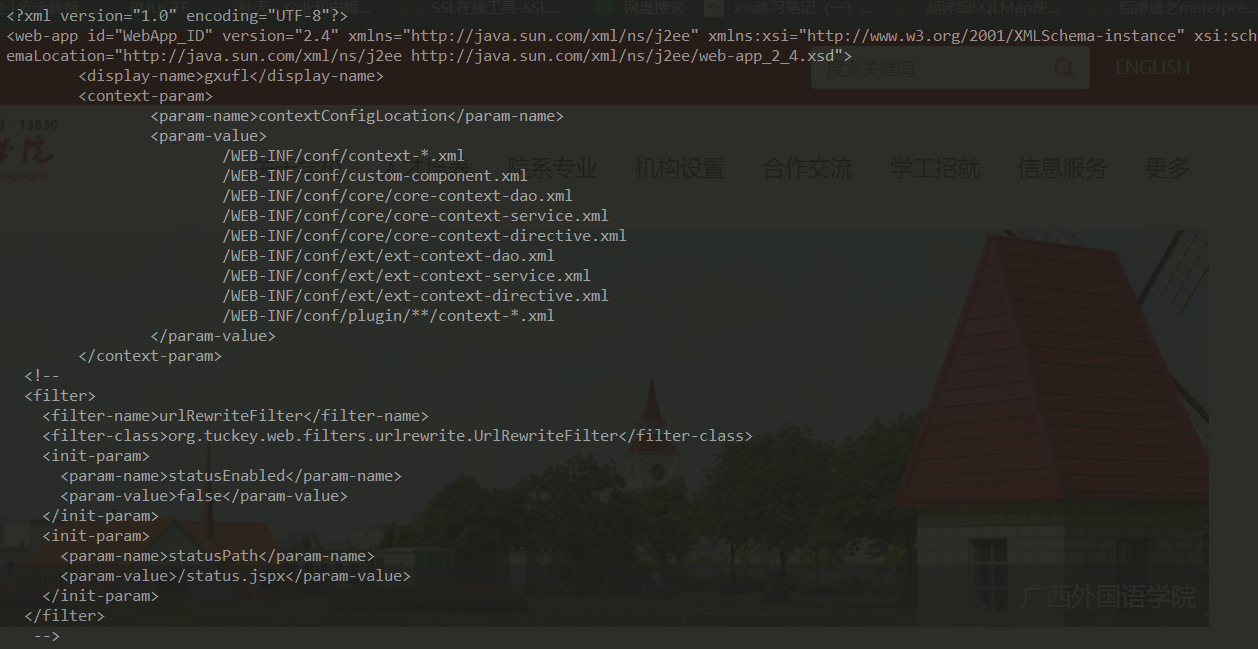 <?xml version="1.0" encoding="UTF-8"?>
<web-app id="WebApp_ID" version="2.4" xmlns="http://java.sun.com/xml/ns/j2ee" xmlns:xsi="http://www.w3.org/2001/XMLSchema-instance" xsi:sch
emaLocation="http://java.sun.com/xml/ns/j2ee http://java.sun.com/xml/ns/j2ee/web-app_2_4.xsd">
<display-name>gxufl</display-name>
<context-param>
<param-name>contextConfigLocation</param-name>
<param-value>
/WEB-INF/conf/context-*.xml
/WEB-INF/conf/custom-component.xml
/WEB-INF/conf/core/core-context-dao.xml
/WEB-INF/conf/core/core-context-service.xml
/WEB-INF/conf/core/core-context-directive.xml
/WEB-INF/conf/ext/ext-context-dao.xml
/WEB-INF/conf/ext/ext-context-service.xml
/WEB-INF/conf/ext/ext-context-directive.xml
/WEB-INF/conf/plugin/**/context-*.xml
</param-value>
</context-param>
<!--
<filter>
<filter-name>urlRewriteFilter</filter-name>
<filter-class>org.tuckey.web.filters.urlrewrite.UrlRewriteFilter</filter-class>
<init-param>
<param-name>statusEnabled</param-name>
<param-value>false</param-value>
</init-param>
<init-param>
<param-name>statusPath</param-name>
<param-value>/status.jspx</param-value>
</init-param>
</filter>
-->
SSL在线工具-SSL... 网盘搜索 xss练习笔记（一）... 超详细SQLMap使... 后渗透之meterpre...
搜索关键词 ENGLISH
: 13830
学院
院系专业 机构设置 合作交流 学工招就 信息服务 更多
广西外国语学院